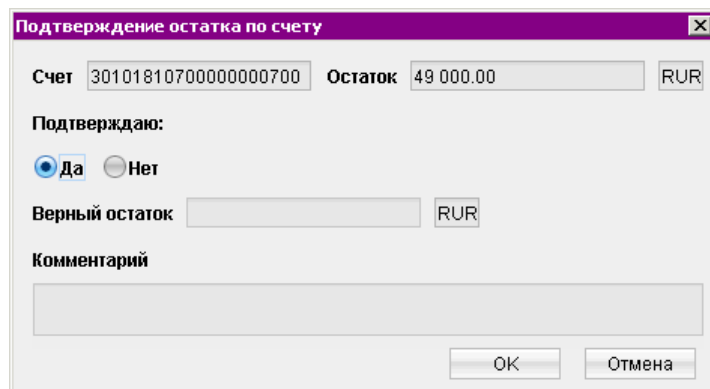 Подтверждение остатка по счету
Счет 30101810700000000700 Остаток 49 000.00 RUR
Подтверждаю:
Да Нет
Верный остаток RUR
Комментарий
OK Отмена